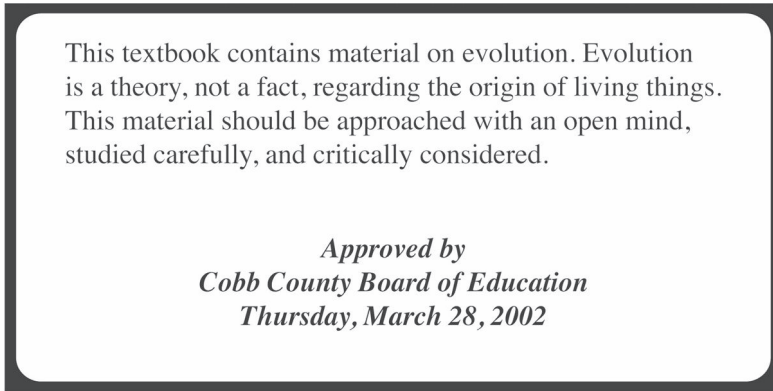 This textbook contains material on evolution. Evolution
is a theory, not a fact, regarding the origin of living things.
This material should be approached with an open mind,
studied carefully, and critically considered.
Approved by
Cobb County Board of Education
Thursday, March 28, 2002